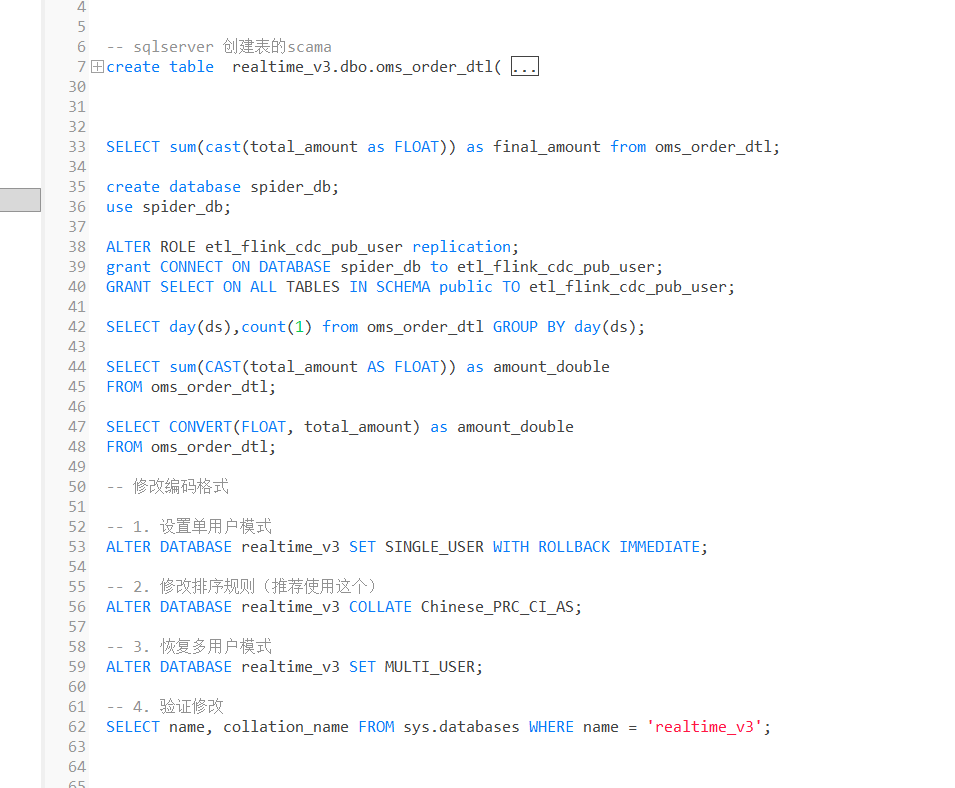 4
5
6 -- sqlserver 创建表的scama
7 create table  realtime_v3.dbo.oms_order_dtl( ...
30
31
32
33 SELECT sum(cast(total_amount as FLOAT)) as final_amount from oms_order_dtl;
34
35 create database spider_db;
36 use spider_db;
37
38 ALTER ROLE etl_flink_cdc_pub_user replication;
39 grant CONNECT ON DATABASE spider_db to etl_flink_cdc_pub_user;
40 GRANT SELECT ON ALL TABLES IN SCHEMA public TO etl_flink_cdc_pub_user;
41
42 SELECT day(ds),count(1) from oms_order_dtl GROUP BY day(ds);
43
44 SELECT sum(CAST(total_amount AS FLOAT)) as amount_double
45 FROM oms_order_dtl;
46
47 SELECT CONVERT(FLOAT, total_amount) as amount_double
48 FROM oms_order_dtl;
49
50 -- 修改编码格式
51
52 -- 1. 设置单用户模式
53 ALTER DATABASE realtime_v3 SET SINGLE_USER WITH ROLLBACK IMMEDIATE;
54
55 -- 2. 修改排序规则（推荐使用这个）
56 ALTER DATABASE realtime_v3 COLLATE Chinese_PRC_CI_AS;
57
58 -- 3. 恢复多用户模式
59 ALTER DATABASE realtime_v3 SET MULTI_USER;
60
61 -- 4. 验证修改
62 SELECT name, collation_name FROM sys.databases WHERE name = 'realtime_v3';
63
64
65